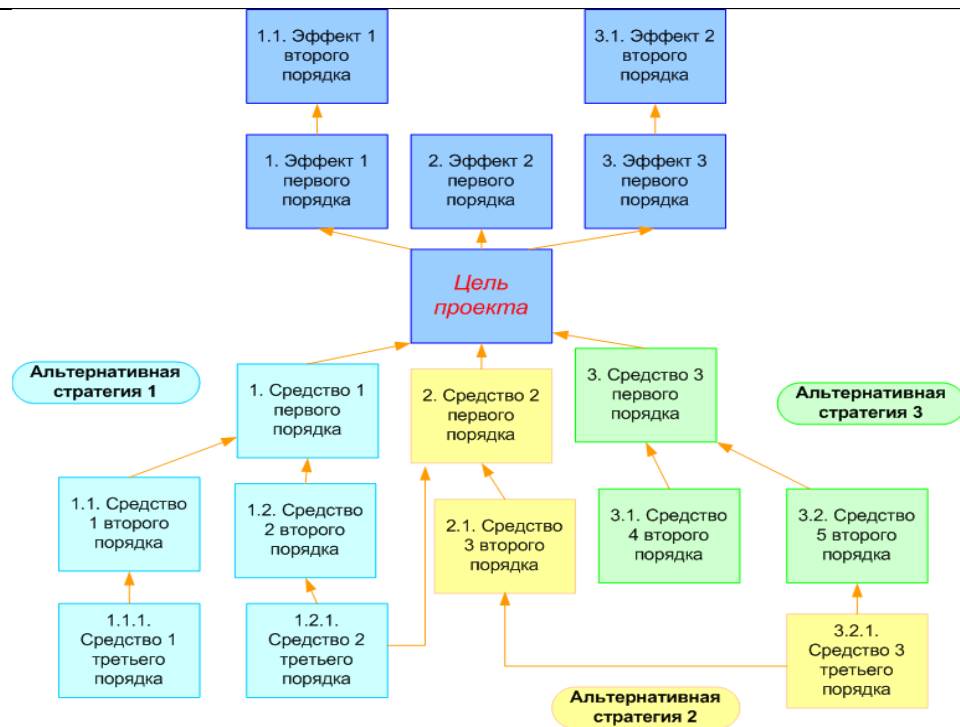 1.1. Эффект 1
второго
порядка
3.1. Эффект 2
второго
порядка
1. Эффект 1
первого
порядка
2. Эффект 2
первого
порядка
3. Эффект 3
первого
порядка
Цель
проекта
Альтернативная
стратегия 1
1. Средство 1
первого
порядка
2. Средство 2
первого
порядка
3. Средство 3
первого
порядка
Альтернативная
стратегия 3
1.1. Средство
1 второго
порядка
1.2. Средство
2 второго
порядка
2.1. Средство
3 второго
порядка
3.1. Средство
4 второго
порядка
3.2. Средство
5 второго
порядка
1.1.1.
Средство 1
третьего
порядка
1.2.1.
Средство 2
третьего
порядка
3.2.1.
Средство 3
третьего
порядка
Альтернативная
стратегия 2